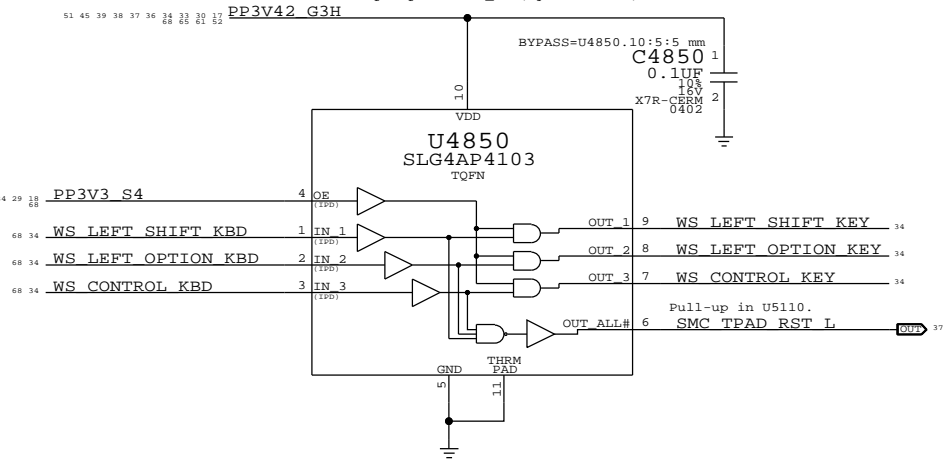 51 45 39 38 37 36 34 33 30 17
68 65 61 52
PP3V42_G3H
BYPASS=U4850.10:5:5 mm
C4850 1
0.1UF
10%
16V
X7R-CERM 2
0402
10
VDD
U4850
SLG4AP4103
TQFN
29 18
68
PP3V3_S4 4 OE
(IPD)
68 34 WS_LEFT_SHIFT_KBD 1 IN_1
(IPD)
68 34 WS_LEFT_OPTION_KBD 2 IN_2
(IPD)
68 34 WS_CONTROL_KBD 3 IN_3
(IPD)
OUT_1 9 WS_LEFT_SHIFT_KEY 34
OUT_2 8 WS_LEFT_OPTION_KEY 34
OUT_3 7 WS_CONTROL_KEY 34
Pull-up in U5110.
OUT_ALL# 6 SMC_TPAD_RST_L OUT 37
GND
THRM
PAD
5
11